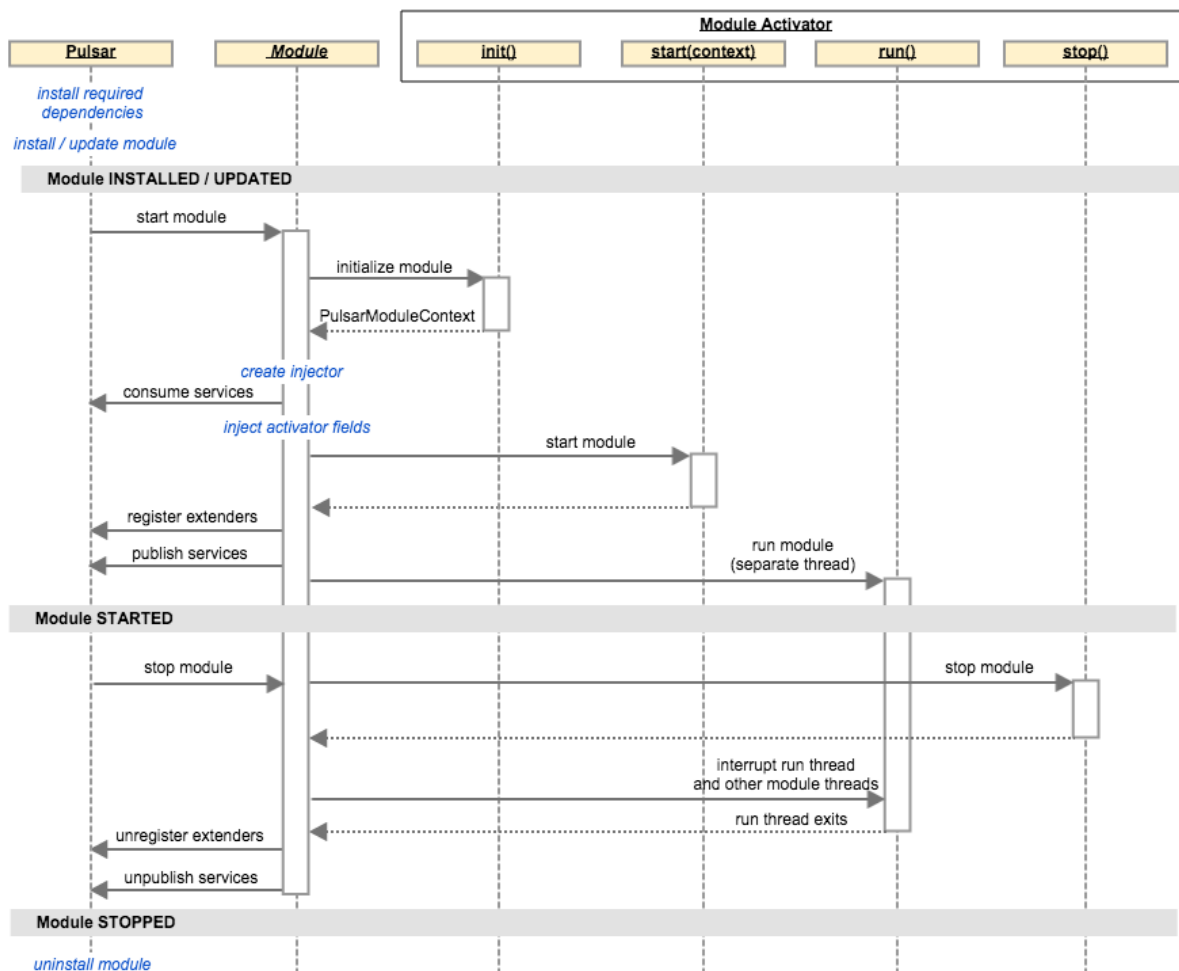 Module Activator
Pulsar
Module
init()
start(context)
run()
stop()
install required
dependencies
install / update module
Module INSTALLED / UPDATED
start module
initialize module
PulsarModuleContext
create injector
consume services
inject activator fields
start module
register extenders
publish services
run module
(separate thread)
Module STARTED
stop module
stop module
interrupt run thread
and other module threads
run thread exits
unregister extenders
unpublish services
Module STOPPED
uninstall module